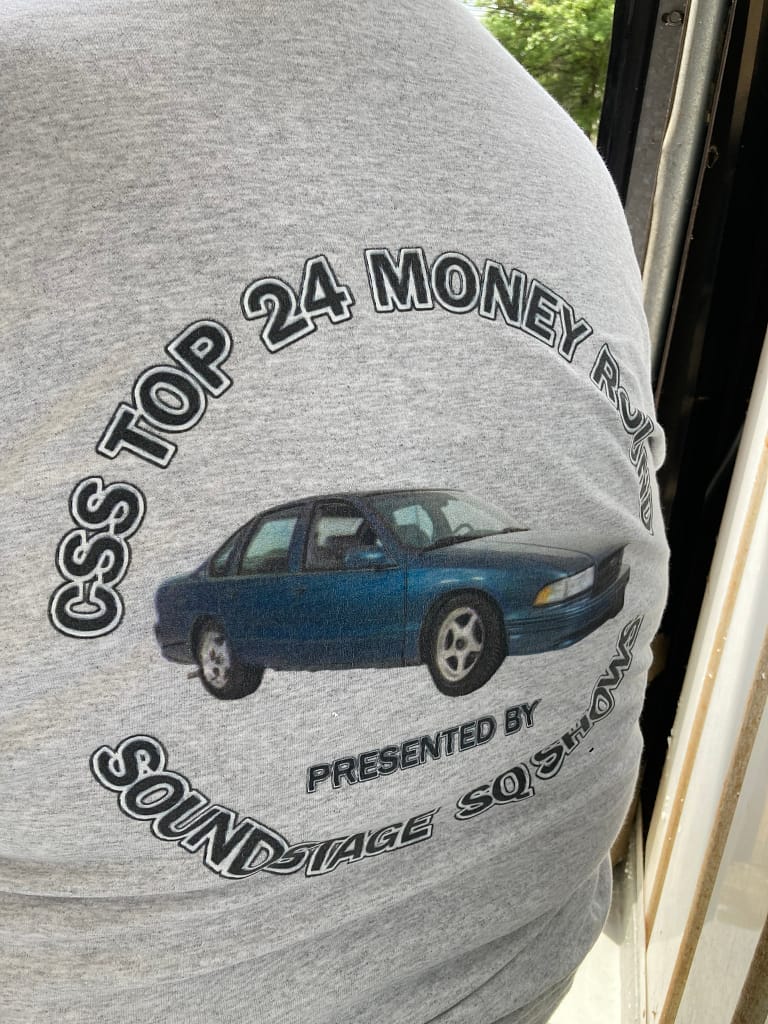 CSS TOP 24 MONEY ROUND
PRESENTED BY
SOUNDSTAGE SQ SHOWS